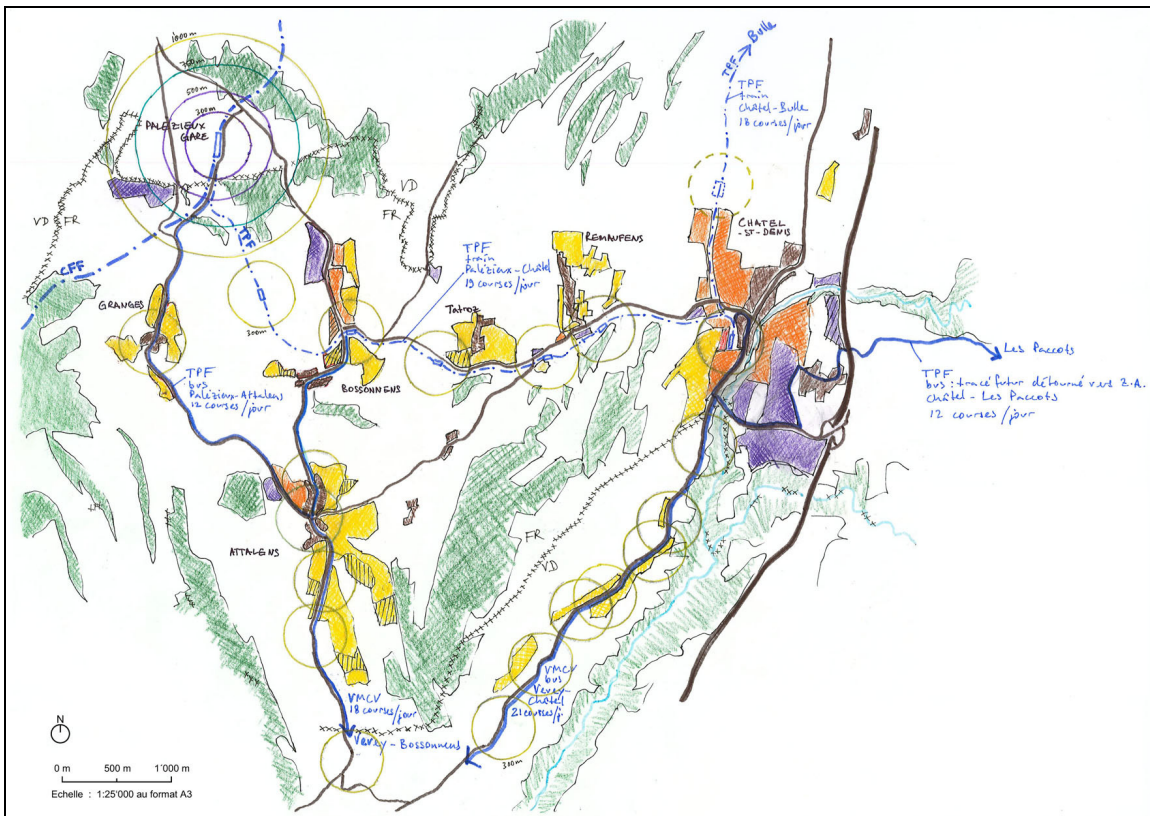 1000m
750m
500m
300m
PALÉZIEUX
GARE
VD
FR
CFF
TPF
300m
VD
FR
TPF
Bulle
TPF
train
Châtel-Bulle
18 courses/jour
CHATEL
-ST-DENIS
REMAUFENS
TPF
train
Palézieux-Châtel
19 courses/jour
Tatroz
GRANGES
BOSSONNENS
TPF
bus
Palézieux-Attalens
12 courses/jour
Les Paccots
TPF
bus : tracé futur détourné vers Z.A.
châtel - Les Paccots
12 courses/jour
ATTALENS
FR
VD
VMCV
bus
Vevey-
Châtel
21 courses/j.
VMCV
18 courses/jour
Vevey-Bossonnens
300m
N
0 m 500 m 1'000 m
Echelle : 1:25'000 au format A3